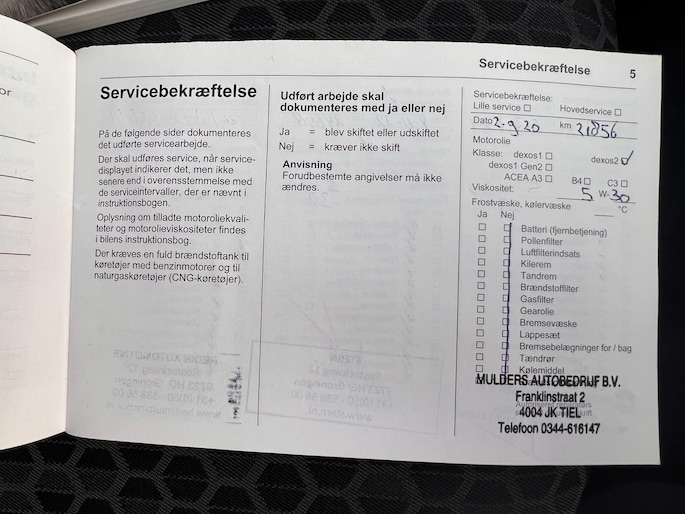 Servicebekræftelse 5
Servicebekræftelse
På de følgende sider dokumenteres
det udførte servicearbejde.
Der skal udføres service, når service-
displayet indikerer det, men ikke
senere end i overensstemmelse med
de serviceintervaller, der er nævnt i
instruktionsbogen.
Oplysning om tilladte motoroliekvali-
teter og motorolieviskositeter findes
i bilens instruktionsbog.
Der kræves en fuld brændstoftank til
køretøjer med benzinmotorer og til
naturgaskøretøjer (CNG-køretøjer).
Udført arbejde skal
dokumenteres med ja eller nej
Ja = blev skiftet eller udskiftet
Nej = kræver ikke skift
Anvisning
Forudbestemte angivelser må ikke
ændres.
Servicebekræftelse:
Lille service ☐ Hovedservice ☐
Dato 2-9 20 km 21856
Motorolie
Klasse: dexos1 ☐ dexos2 ☑
dexos1 Gen2 ☐
ACEA A3 ☐ B4 ☐ C3 ☐
Viskositet: 5 W-30
Frostvæske, kølervæske °C
Ja Nej
☐ ☐ Batteri (fjernbetjening)
☐ ☐ Pollenfilter
☐ ☐ Luftfilterindsats
☐ ☐ Kilerem
☐ ☐ Tandrem
☐ ☐ Brændstoffilter
☐ ☐ Gasfilter
☐ ☐ Gearolie
☐ ☐ Bremsevæske
☐ ☐ Lappesæt
☐ ☐ Bremsebelægninger for / bag
☐ ☐ Tændrør
☐ ☐ Kølemiddel
MULDERS AUTOBEDRIJF B.V.
Franklinstraat 2
4004 JK TIEL
Telefoon 0344-616147